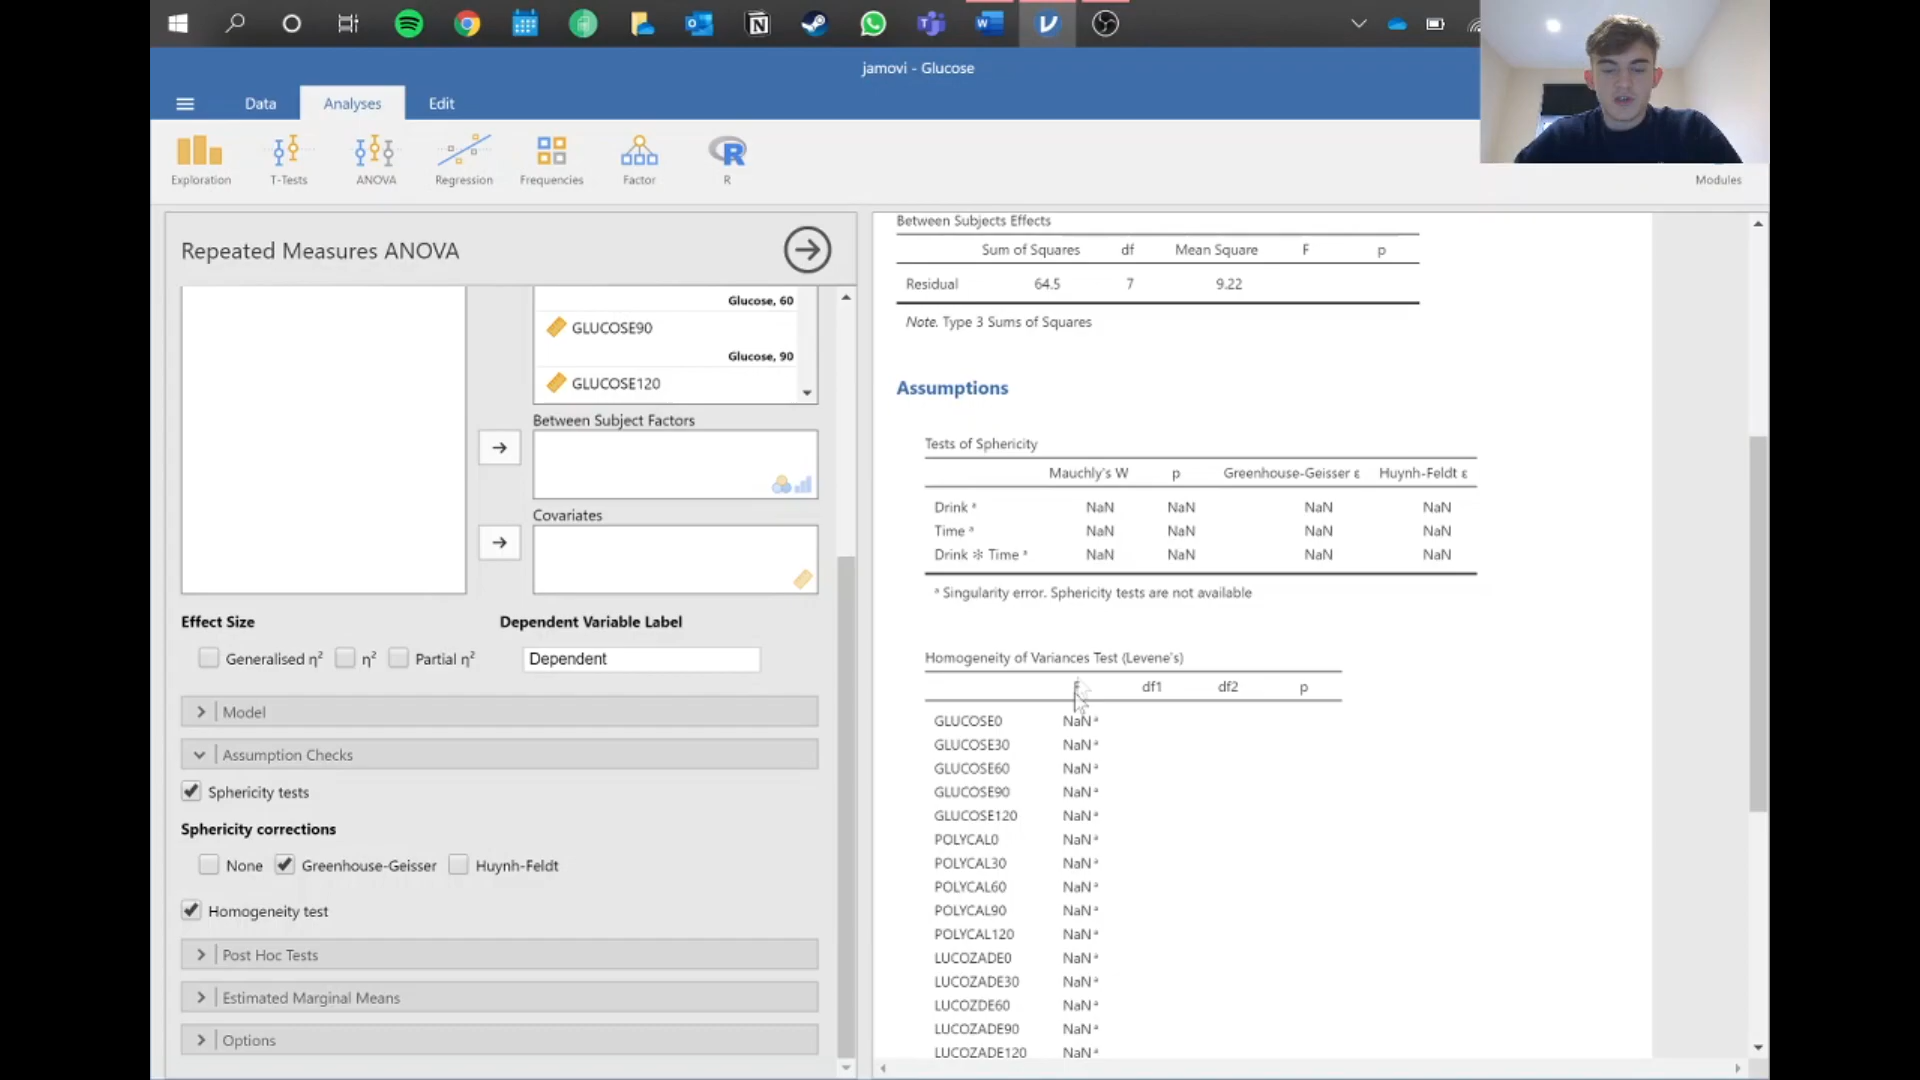 jamovi - Glucose
Data
Analyses
Edit
Exploration
T-Tests
ANOVA
Regression
Frequencies
Factor
R
Modules
Repeated Measures ANOVA
Glucose, 60
GLUCOSE90
Glucose, 90
GLUCOSE120
Between Subject Factors
Covariates
Effect Size
Dependent Variable Label
Generalised η² η² Partial η²
Dependent
Model
Assumption Checks
Sphericity tests
Sphericity corrections
None Greenhouse-Geisser Huynh-Feldt
Homogeneity test
Post Hoc Tests
Estimated Marginal Means
Options
Between Subjects Effects
Sum of Squares df Mean Square F p
Residual 64.5 7 9.22
Note. Type 3 Sums of Squares
Assumptions
Tests of Sphericity
Mauchly's W p Greenhouse-Geisser ε Huynh-Feldt ε
Drink ᵃ NaN NaN NaN NaN
Time ᵃ NaN NaN NaN NaN
Drink ✻ Time ᵃ NaN NaN NaN NaN
ᵃ Singularity error. Sphericity tests are not available
Homogeneity of Variances Test (Levene's)
F df1 df2 p
GLUCOSE0 NaN ᵃ
GLUCOSE30 NaN ᵃ
GLUCOSE60 NaN ᵃ
GLUCOSE90 NaN ᵃ
GLUCOSE120 NaN ᵃ
POLYCAL0 NaN ᵃ
POLYCAL30 NaN ᵃ
POLYCAL60 NaN ᵃ
POLYCAL90 NaN ᵃ
POLYCAL120 NaN ᵃ
LUCOZADE0 NaN ᵃ
LUCOZADE30 NaN ᵃ
LUCOZDE60 NaN ᵃ
LUCOZADE90 NaN ᵃ
LUCOZADE120 NaN ᵃ